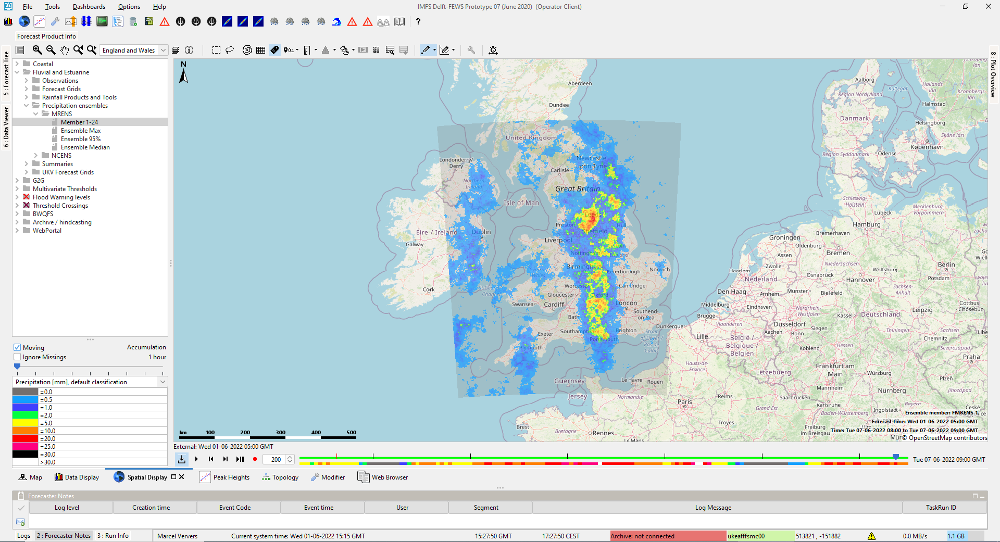 File Tools Dashboards Options Help
IMFS Delft-FEWS Prototype 07 (June 2020) (Operator Client)
?
Forecast Product Info
England and Wales
0.1
5 : Forecast Tree
6 : Data Viewer
8 : Plot Overview
Coastal
Fluvial and Estuarine
Observations
Forecast Grids
Rainfall Products and Tools
Precipitation ensembles
MRENS
Member 1-24
Ensemble Max
Ensemble 95%
Ensemble Median
NCENS
Summaries
UKV Forecast Grids
G2G
Multivariate Thresholds
Flood Warning levels
Threshold Crossings
BWQFS
Archive / hindcasting
WebPortal
Moving
Accumulation
Ignore Missings
1 hour
Precipitation [mm], default classification
=0.0
=0.5
=1.0
=2.0
=5.0
=10.0
=20.0
=25.0
=30.0
>30.0
N
Aberdeen
Dundee
United Kingdom
Newcastle
upon Tyne
Londonderry/
Derry
Carlisle
Northern
Ireland
Great Britain
Isle of Man
Preston
Hull
Dublin
Éire / Ireland
Galway
Liverpool
Birmingham
Peterborough
Norwich
Cork
Worcester
Cambridge
Gloucester
Oxford
Swansea
Cardiff
Bath
Southend-
on-Sea
Exeter
Southampton
Brighton
Strait
of Dover /
Pas de
Calais
Plymouth
Portsmouth
Guernsey
Jersey
Le Havre
Rouen
Normandie
Brest
Bretagne
Rennes
Le Mans
Paris
Dunkerque
Lille
Hauts-de-
France
Reims
Grand Est
Troyes
Aalborg
Region Nordjylland
Kattegat
Hallands
län
Jönköping
län
Kronobergs
län
Halmstad
Danmark
Helsingborg
Skåne län
Region Syddanmark
Odense
København
Schleswig-
Holstein
Lübeck
Mecklenburg-
Vorpommern
Hamburg
Groningen
Bremerhaven
Oldenburg
Bremen
Assen
Niedersachsen
Zwolle
Wolfsburg
Berlin
Haarlem
Nederland
Osnabrück
Hannover
Potsdam
Den Haag
Arnhem
Münster
Bielefeld
Sachsen-
Anhalt
Middelburg
Eindhoven
Nordrhein-
Westfalen
Cottbus
Brugge
Kassel
Deutschland
Leipzig
Vlaanderen
Düsseldorf
Aachen
Bonn
Siegen
Thüringen
Sachsen
België /
Belgique /
Belgien
Koblenz
Hessen
Chemnitz
Praha
Letzebuerg
Frankfurt am
Main
Würzburg
Plzeň
Mannheim
Nürnberg
Saarbrücken
Karlsruhe
Baden-Württemberg
Ingolstadt
Bayern
Freiburg
im Breisgau
Ensemble member: FMRENS 1
Forecast time: Wed 01-06-2022 05:00 GMT
Time: Tue 07-06-2022 08:00 to Tue 07-06-2022 09:00 GMT
© OpenStreetMap contributors
km 100 200 300 400 500
External: Wed 01-06-2022 05:00 GMT
200
Tue 07-06-2022 09:00 GMT
Map Data Display Spatial Display Peak Heights Topology Modifier Web Browser
Forecaster Notes
Log level Creation time Event Code Event time User Segment Log Message TaskRun ID
Logs 2 : Forecaster Notes 3 : Run Info Marcel Ververs Current system time: Wed 01-06-2022 15:15 GMT 15:27:50 GMT 17:27:50 CEST Archive: not connected ukeafffsmc00 513821 , -151882 0.0 MB/s 1.1 GB